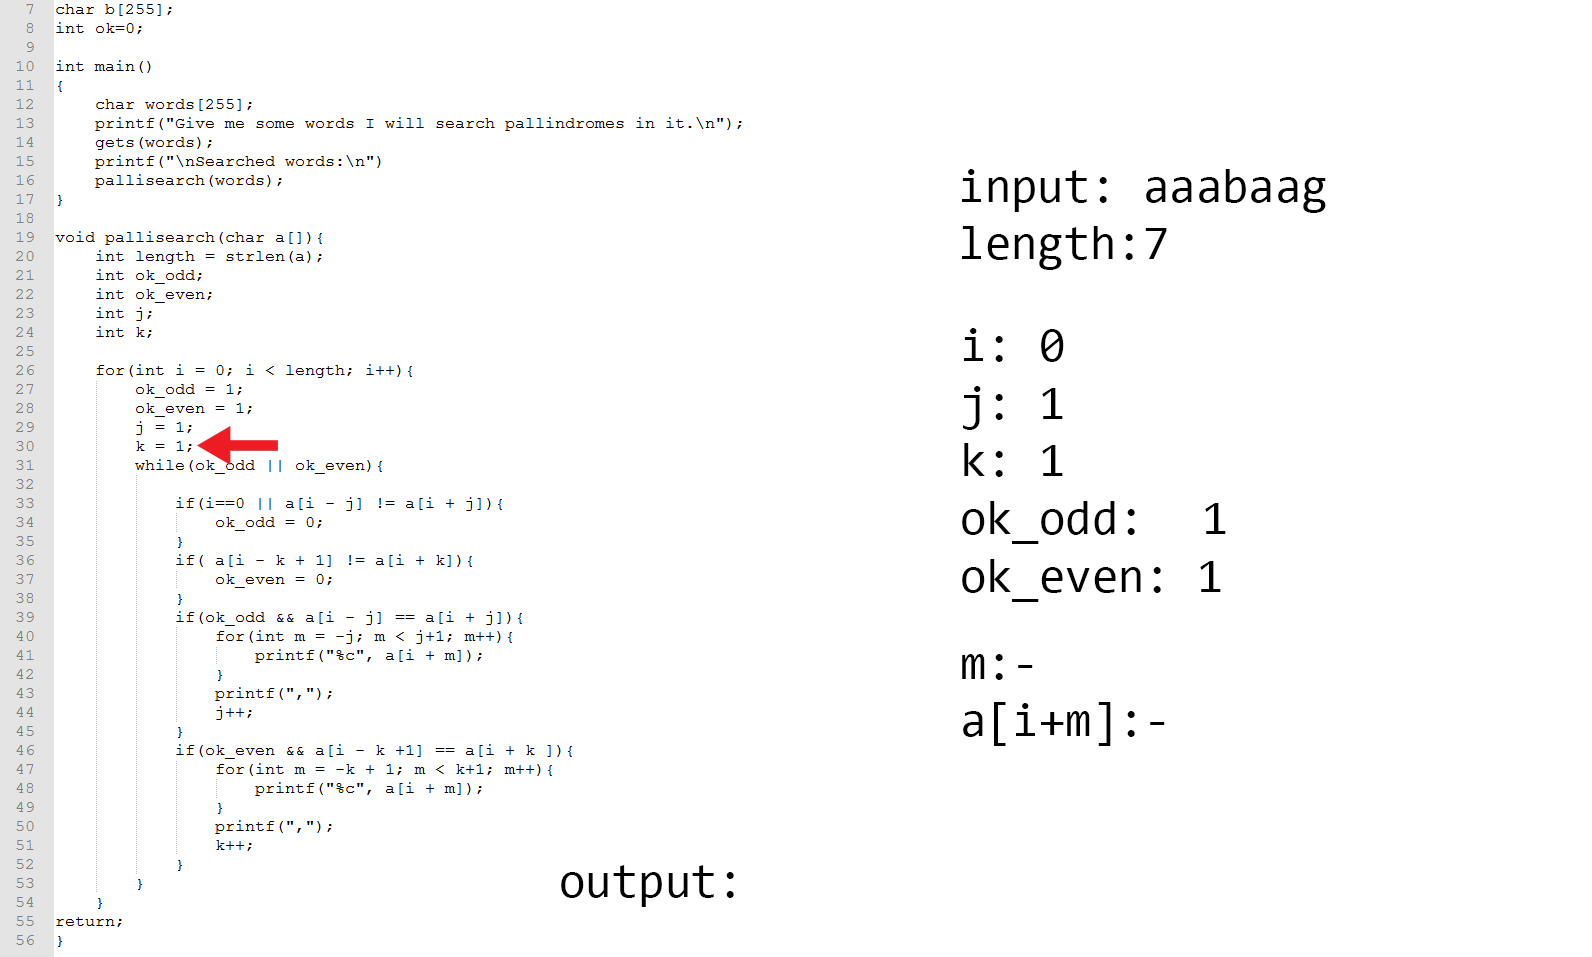 7 char b[255];
8 int ok=0;
9
10 int main()
11 {
12     char words[255];
13     printf("Give me some words I will search pallindromes in it.\n");
14     gets(words);
15     printf("\nSearched words:\n")
16     pallisearch(words);
17 }
18
19 void pallisearch(char a[]){
20     int length = strlen(a);
21     int ok_odd;
22     int ok_even;
23     int j;
24     int k;
25
26     for(int i = 0; i < length; i++){
27         ok_odd = 1;
28         ok_even = 1;
29         j = 1;
30         k = 1;
31         while(ok_odd || ok_even){
32
33             if(i==0 || a[i - j] != a[i + j]){
34                 ok_odd = 0;
35             }
36             if( a[i - k + 1] != a[i + k]){
37                 ok_even = 0;
38             }
39             if(ok_odd && a[i - j] == a[i + j]){
40                 for(int m = -j; m < j+1; m++){
41                     printf("%c", a[i + m]);
42                 }
43                 printf(",");
44                 j++;
45             }
46             if(ok_even && a[i - k +1] == a[i + k ]){
47                 for(int m = -k + 1; m < k+1; m++){
48                     printf("%c", a[i + m]);
49                 }
50                 printf(",");
51                 k++;
52             }
53         }
54     }
55 return;
56 }
input: aaabaag
length:7
i: 0
j: 1
k: 1
ok_odd: 1
ok_even: 1
m:-
a[i+m]:-
output: